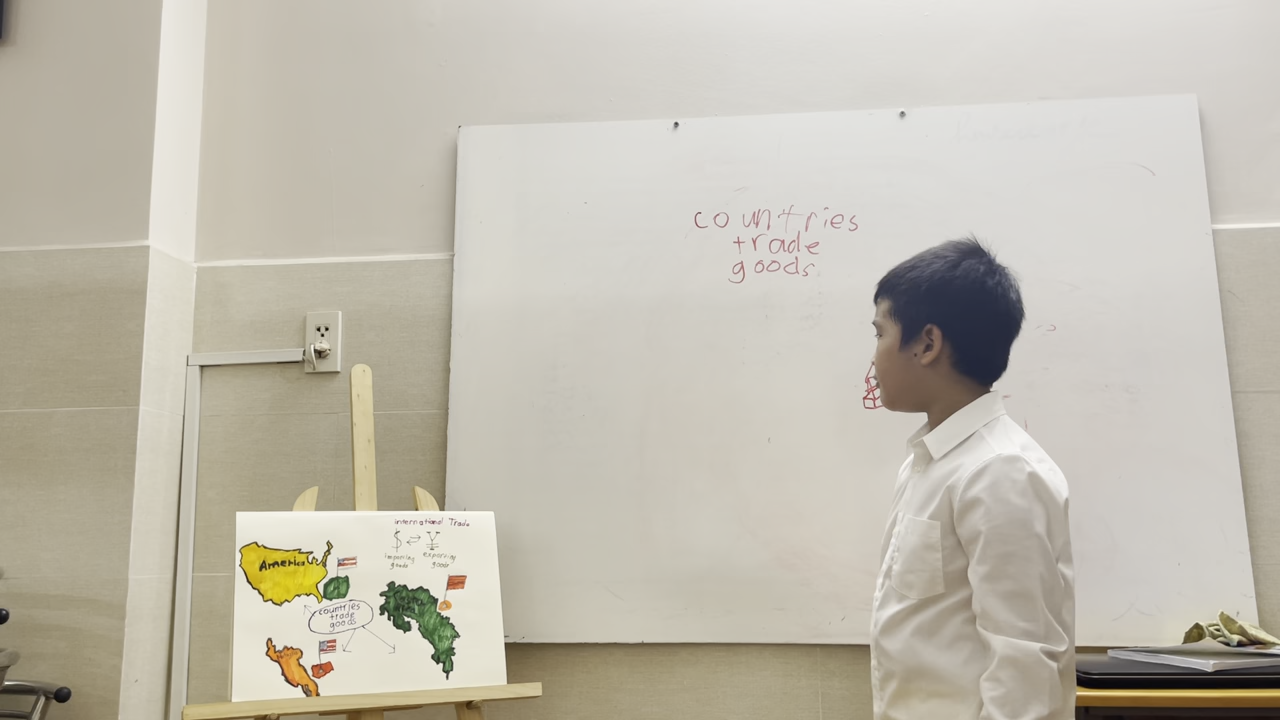 countries
trade
goods
international Trade
$ ⇄ ¥
importing exporting
goods goods
America
countries
trade
goods